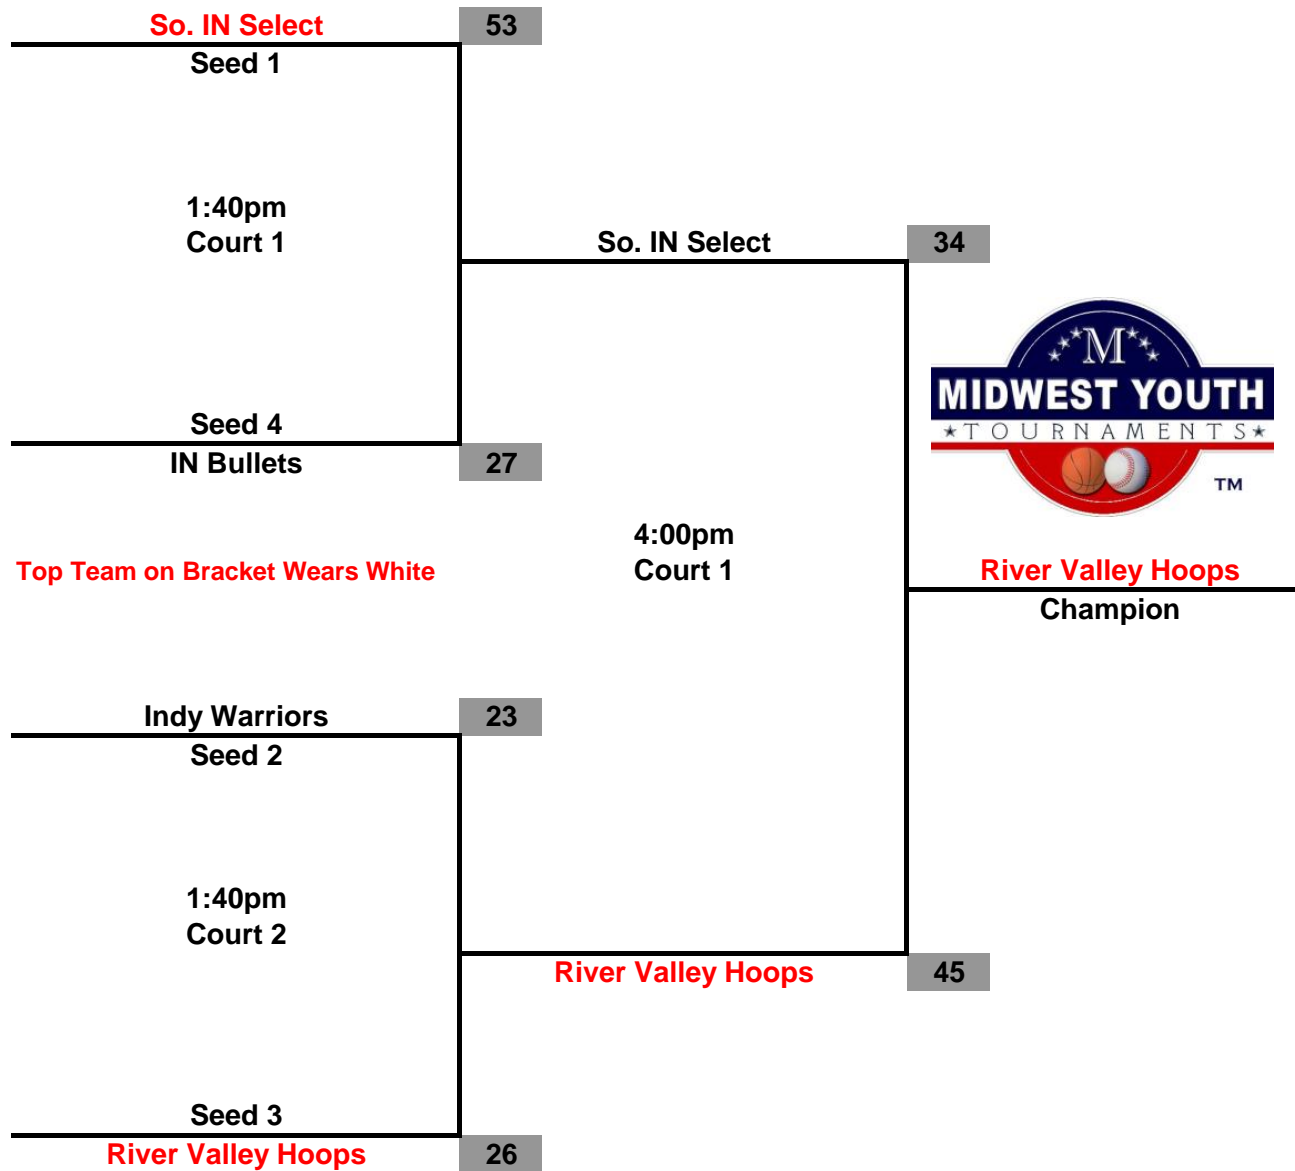 So. IN Select 53
Seed 1
1:40pm
Court 1
So. IN Select 34
M
MIDWEST YOUTH
TOURNAMENTS
TM
Seed 4
IN Bullets 27
4:00pm
Top Team on Bracket Wears White
Court 1
River Valley Hoops
Champion
Indy Warriors 23
Seed 2
1:40pm
Court 2
River Valley Hoops 45
Seed 3
River Valley Hoops 26